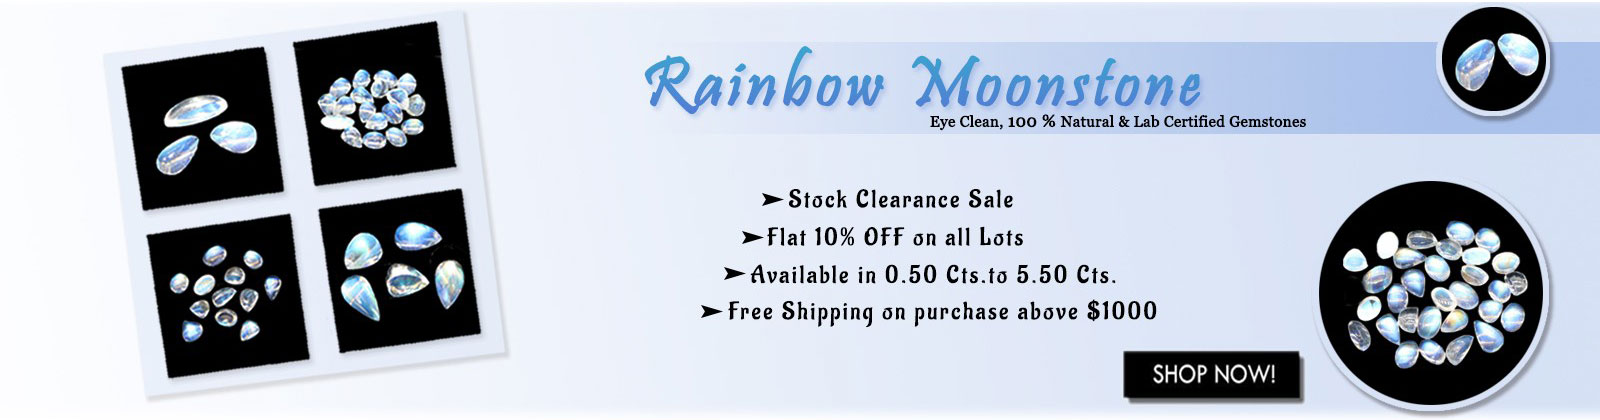 Rainbow Moonstone
Eye Clean, 100 % Natural & Lab Certified Gemstones
➤Stock Clearance Sale
➤Flat 10% OFF on all Lots
➤Available in 0.50 Cts.to 5.50 Cts.
➤Free Shipping on purchase above $1000
SHOP NOW!